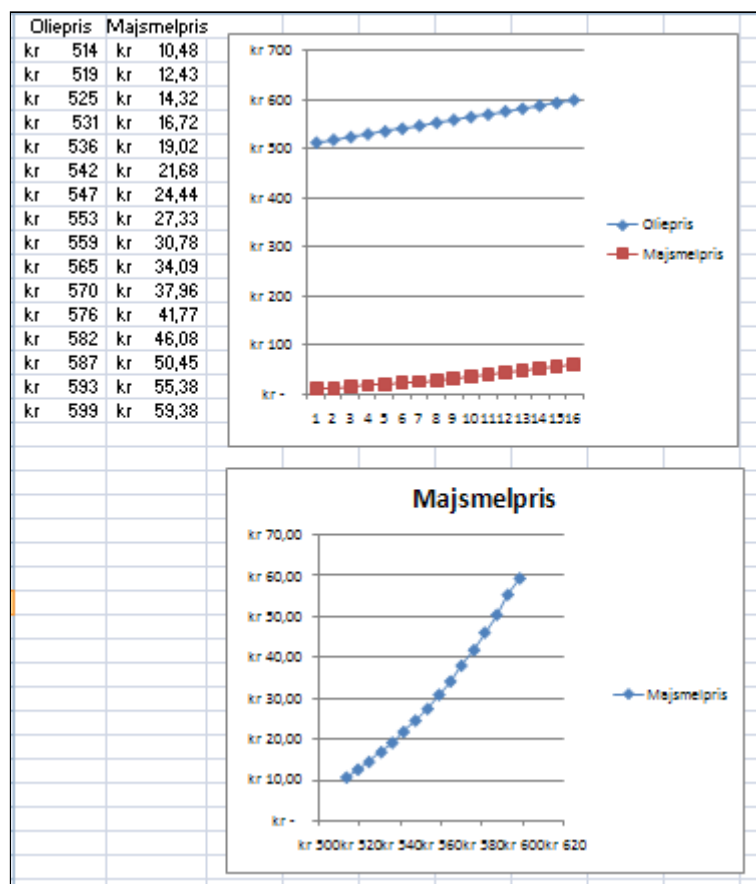 Oliepris Majsmelpris
kr 514 kr 10,48
kr 519 kr 12,43
kr 525 kr 14,32
kr 531 kr 16,72
kr 536 kr 19,02
kr 542 kr 21,68
kr 547 kr 24,44
kr 553 kr 27,33
kr 559 kr 30,78
kr 565 kr 34,09
kr 570 kr 37,96
kr 576 kr 41,77
kr 582 kr 46,08
kr 587 kr 50,45
kr 593 kr 55,38
kr 599 kr 59,38
kr 700
kr 600
kr 500
kr 400
kr 300
kr 200
kr 100
kr -
1 2 3 4 5 6 7 8 9 10 11 12 13 14 15 16
Oliepris
Majsmelpris
Majsmelpris
kr 70,00
kr 60,00
kr 50,00
kr 40,00
kr 30,00
kr 20,00
kr 10,00
kr -
kr 500 kr 520 kr 540 kr 560 kr 580 kr 600 kr 620
Majsmelpris